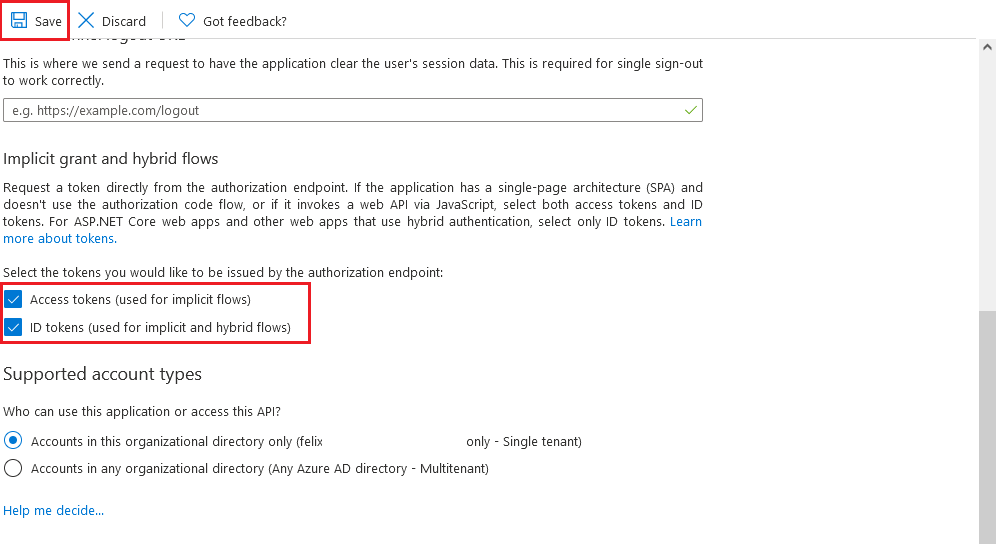 Save Discard Got feedback?
This is where we send a request to have the application clear the user's session data. This is required for single sign-out
to work correctly.
e.g. https://example.com/logout
Implicit grant and hybrid flows
Request a token directly from the authorization endpoint. If the application has a single-page architecture (SPA) and
doesn't use the authorization code flow, or if it invokes a web API via JavaScript, select both access tokens and ID
tokens. For ASP.NET Core web apps and other web apps that use hybrid authentication, select only ID tokens. Learn
more about tokens.
Select the tokens you would like to be issued by the authorization endpoint:
Access tokens (used for implicit flows)
ID tokens (used for implicit and hybrid flows)
Supported account types
Who can use this application or access this API?
Accounts in this organizational directory only (felix only - Single tenant)
Accounts in any organizational directory (Any Azure AD directory - Multitenant)
Help me decide...